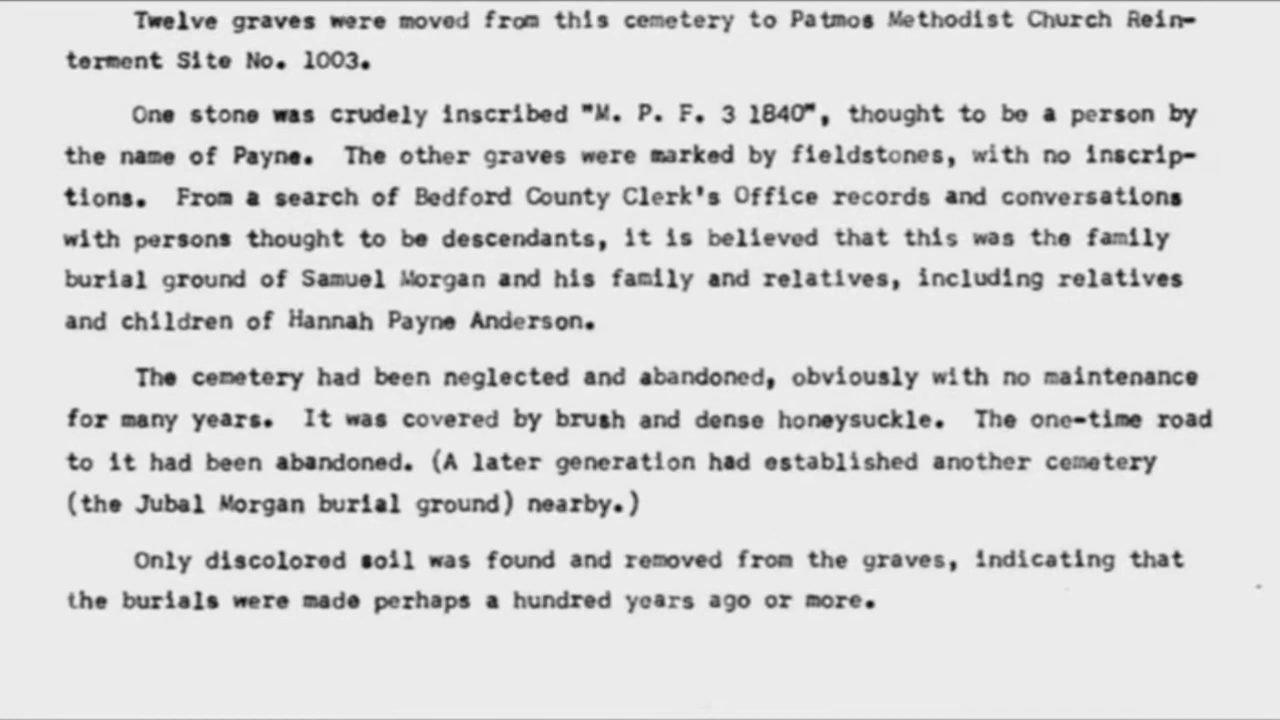 Twelve graves were moved from this cemetery to Patmos Methodist Church Rein-
terment Site No. 1003.
One stone was crudely inscribed "M. P. F. 3 1840", thought to be a person by
the name of Payne. The other graves were marked by fieldstones, with no inscrip-
tions. From a search of Bedford County Clerk's Office records and conversations
with persons thought to be descendants, it is believed that this was the family
burial ground of Samuel Morgan and his family and relatives, including relatives
and children of Hannah Payne Anderson.
The cemetery had been neglected and abandoned, obviously with no maintenance
for many years. It was covered by brush and dense honeysuckle. The one-time road
to it had been abandoned. (A later generation had established another cemetery
(the Jubal Morgan burial ground) nearby.)
Only discolored soil was found and removed from the graves, indicating that
the burials were made perhaps a hundred years ago or more.